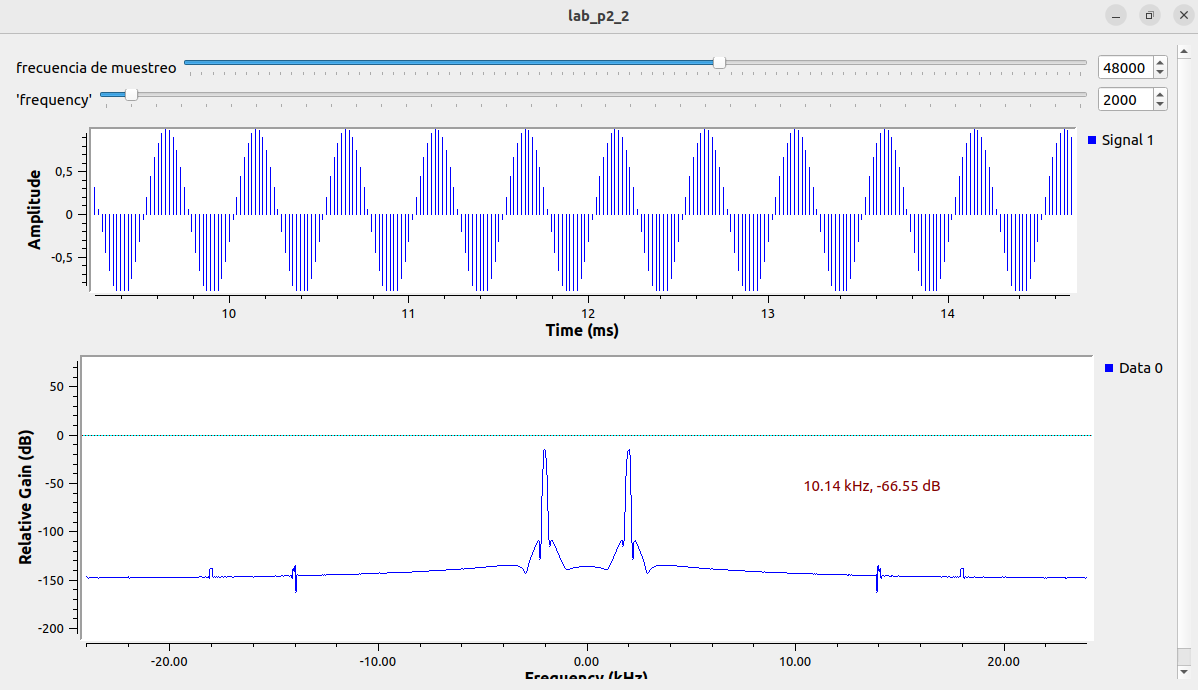 lab_p2_2
frecuencia de muestreo
48000
'frequency'
2000
Signal 1
Amplitude
0,5
0
-0,5
10 11 12 13 14
Time (ms)
Data 0
Relative Gain (dB)
50
0
-50
-100
-150
-200
10.14 kHz, -66.55 dB
-20.00 -10.00 0.00 10.00 20.00
Frequency (kHz)